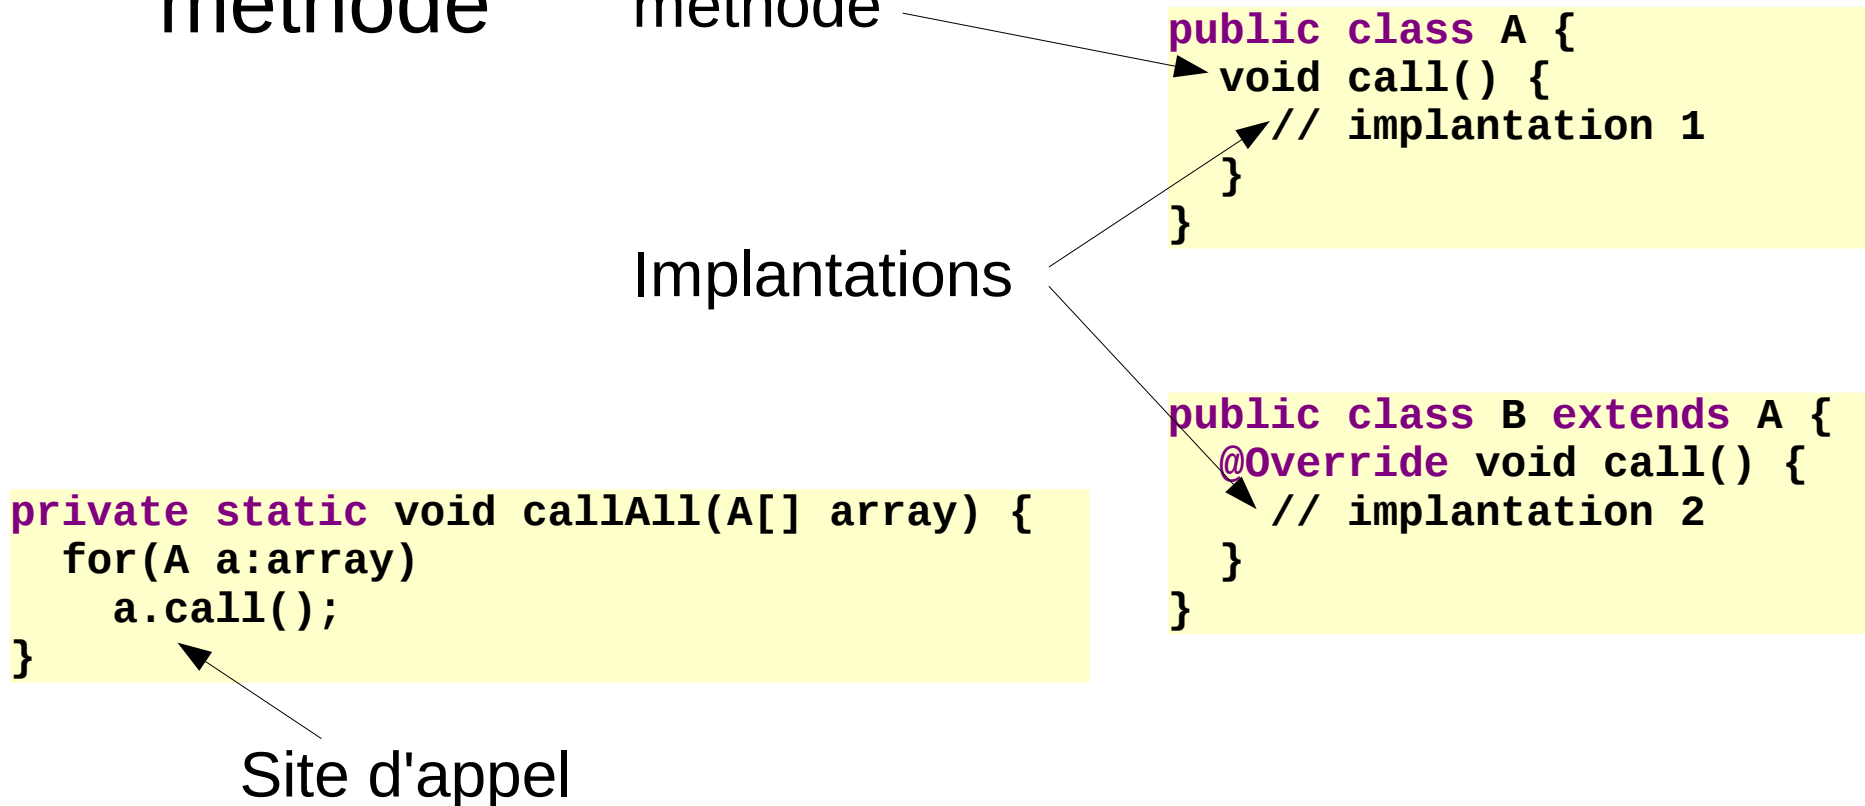 méthode
méthode
public class A {
void call() {
// implantation 1
}
}
Implantations
public class B extends A {
@Override void call() {
// implantation 2
}
}
private static void callAll(A[] array) {
for(A a:array)
a.call();
}
Site d'appel